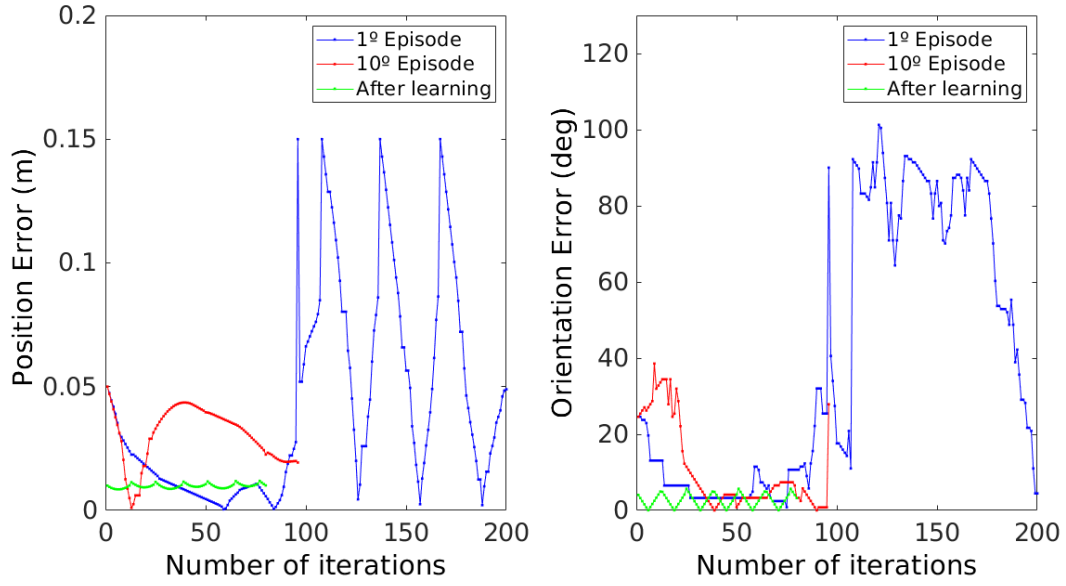 0.2
0.15
0.1
0.05
0
0
50
100
150
200
Position Error (m)
Number of iterations
1º Episode
10º Episode
After learning
120
100
80
60
40
20
0
0
50
100
150
200
Orientation Error (deg)
Number of iterations
1º Episode
10º Episode
After learning